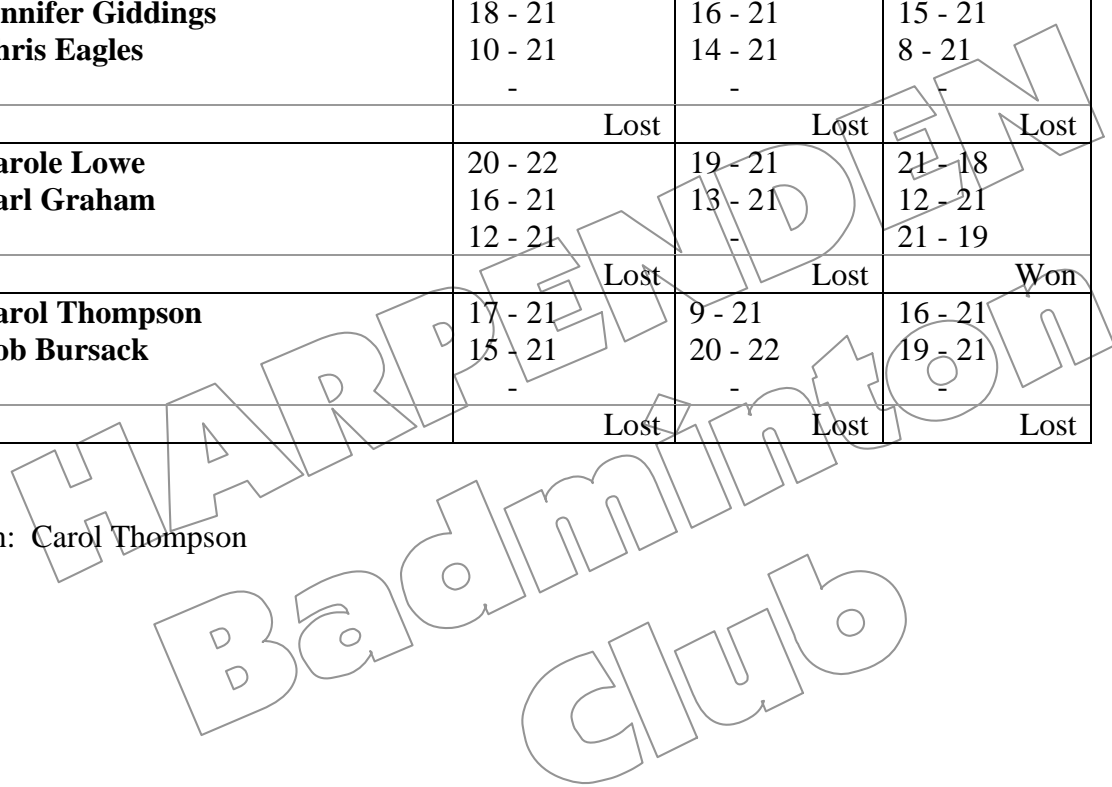 nnifer Giddings 18 - 21 16 - 21 15 - 21
hris Eagles 10 - 21 14 - 21 8 - 21
- - -
Lost Lost Lost
arole Lowe 20 - 22 19 - 21 21 - 18
arl Graham 16 - 21 13 - 21 12 - 21
12 - 21 - 21 - 19
Lost Lost Won
arol Thompson 17 - 21 9 - 21 16 - 21
ob Bursack 15 - 21 20 - 22 19 - 21
- - -
Lost Lost Lost
n: Carol Thompson
HARPENDEN
Badminton
Club